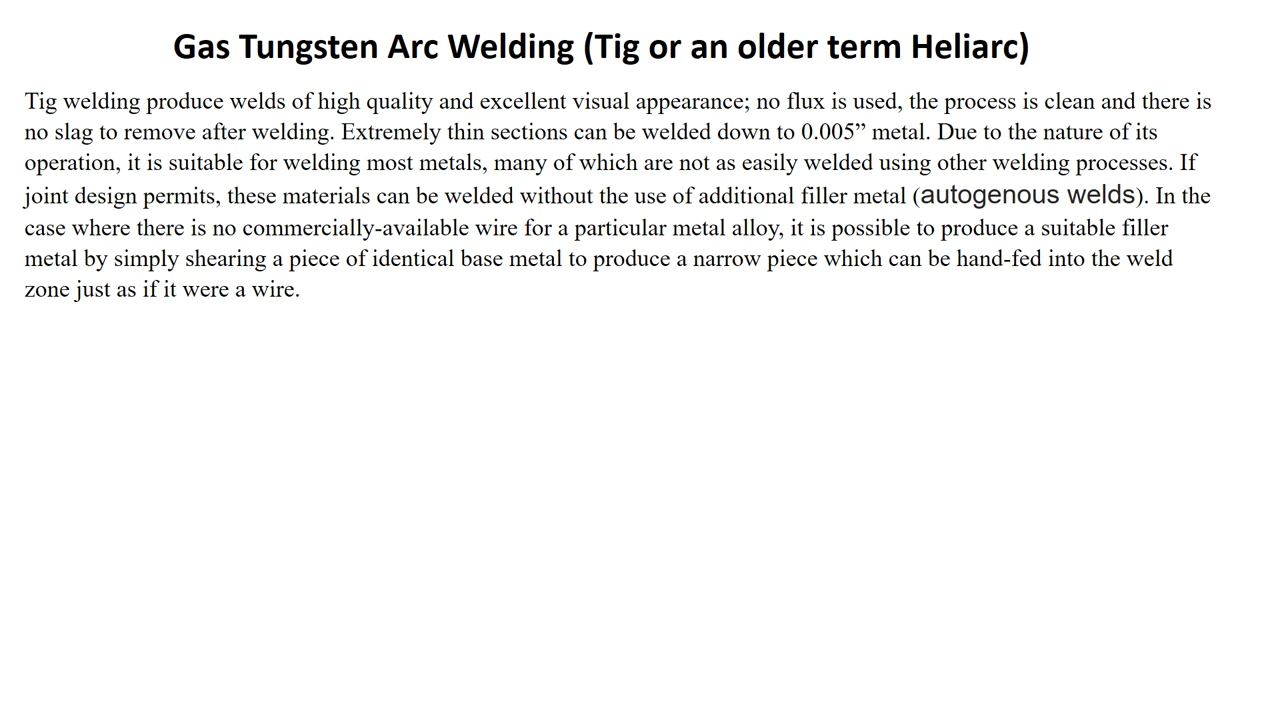 Gas Tungsten Arc Welding (Tig or an older term Heliarc)
Tig welding produce welds of high quality and excellent visual appearance; no flux is used, the process is clean and there is
no slag to remove after welding. Extremely thin sections can be welded down to 0.005” metal. Due to the nature of its
operation, it is suitable for welding most metals, many of which are not as easily welded using other welding processes. If
joint design permits, these materials can be welded without the use of additional filler metal (autogenous welds). In the
case where there is no commercially-available wire for a particular metal alloy, it is possible to produce a suitable filler
metal by simply shearing a piece of identical base metal to produce a narrow piece which can be hand-fed into the weld
zone just as if it were a wire.